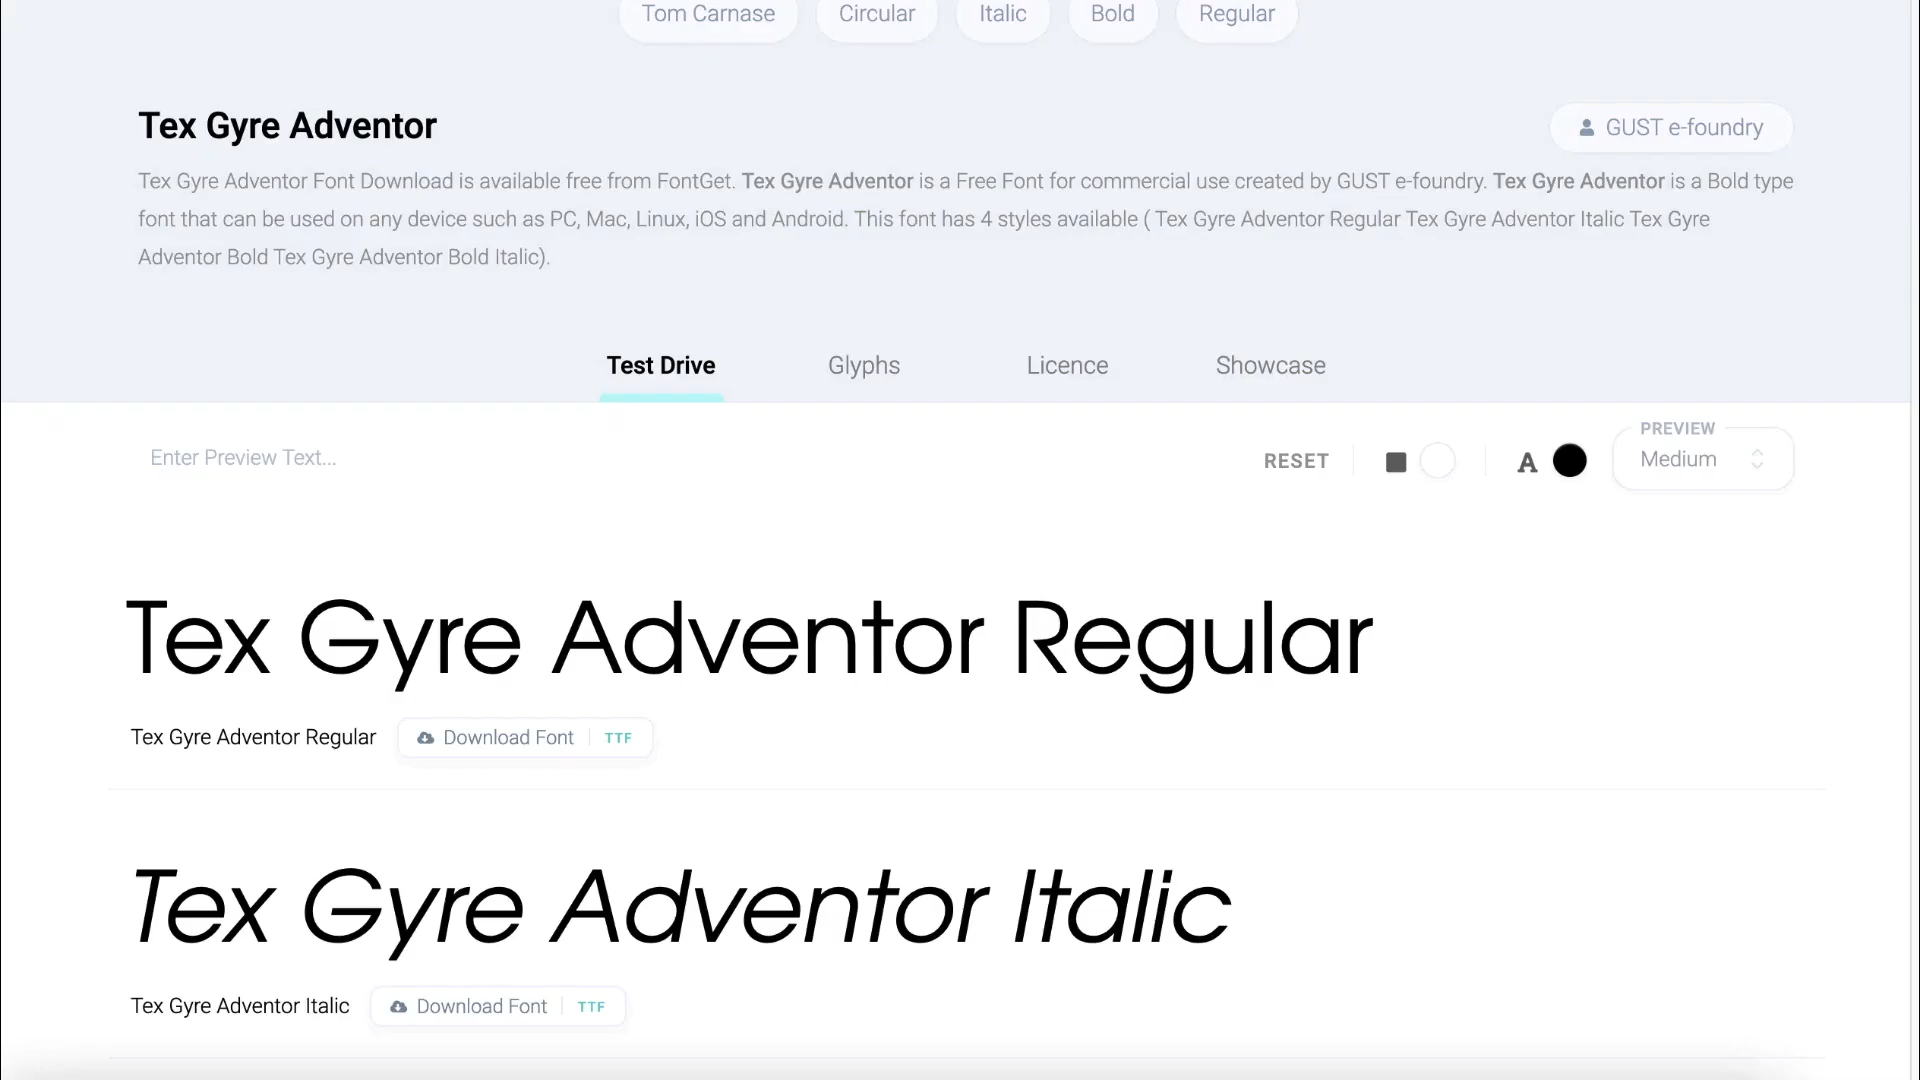 Tom Carnase Circular Italic Bold Regular
Tex Gyre Adventor
GUST e-foundry
Tex Gyre Adventor Font Download is available free from FontGet. Tex Gyre Adventor is a Free Font for commercial use created by GUST e-foundry. Tex Gyre Adventor is a Bold type
font that can be used on any device such as PC, Mac, Linux, iOS and Android. This font has 4 styles available ( Tex Gyre Adventor Regular Tex Gyre Adventor Italic Tex Gyre
Adventor Bold Tex Gyre Adventor Bold Italic).
Test Drive Glyphs Licence Showcase
Enter Preview Text...
RESET
A
PREVIEW
Medium
Tex Gyre Adventor Regular
Tex Gyre Adventor Regular Download Font TTF
Tex Gyre Adventor Italic
Tex Gyre Adventor Italic Download Font TTF